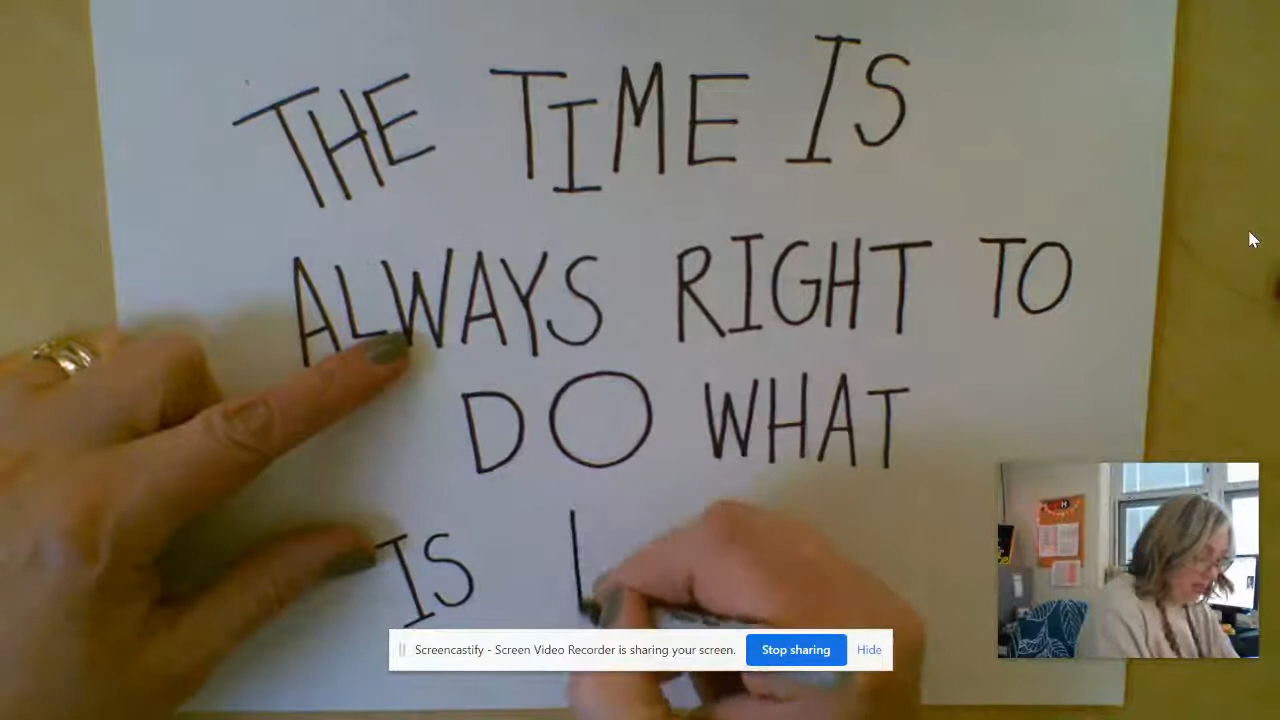 THE TIME IS
ALWAYS RIGHT TO
DO WHAT
IS
Screencastify - Screen Video Recorder is sharing your screen.
Stop sharing
Hide